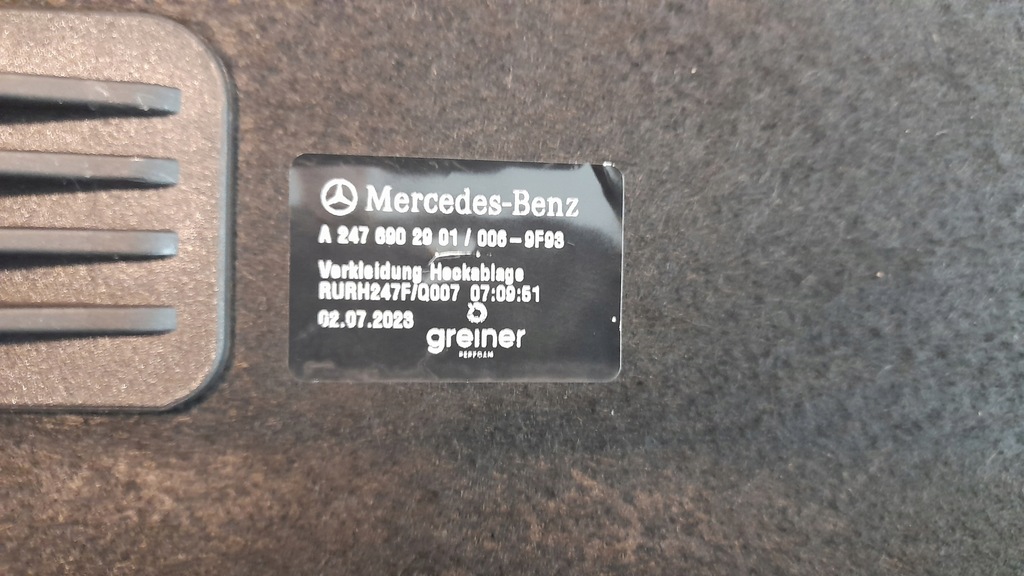 Mercedes-Benz
A 247 690 29 01 / 006 - 9F93
Verkleidung Heckablage
RURH247F/Q007 07:09:51
02.07.2023
greiner
PERFOAM